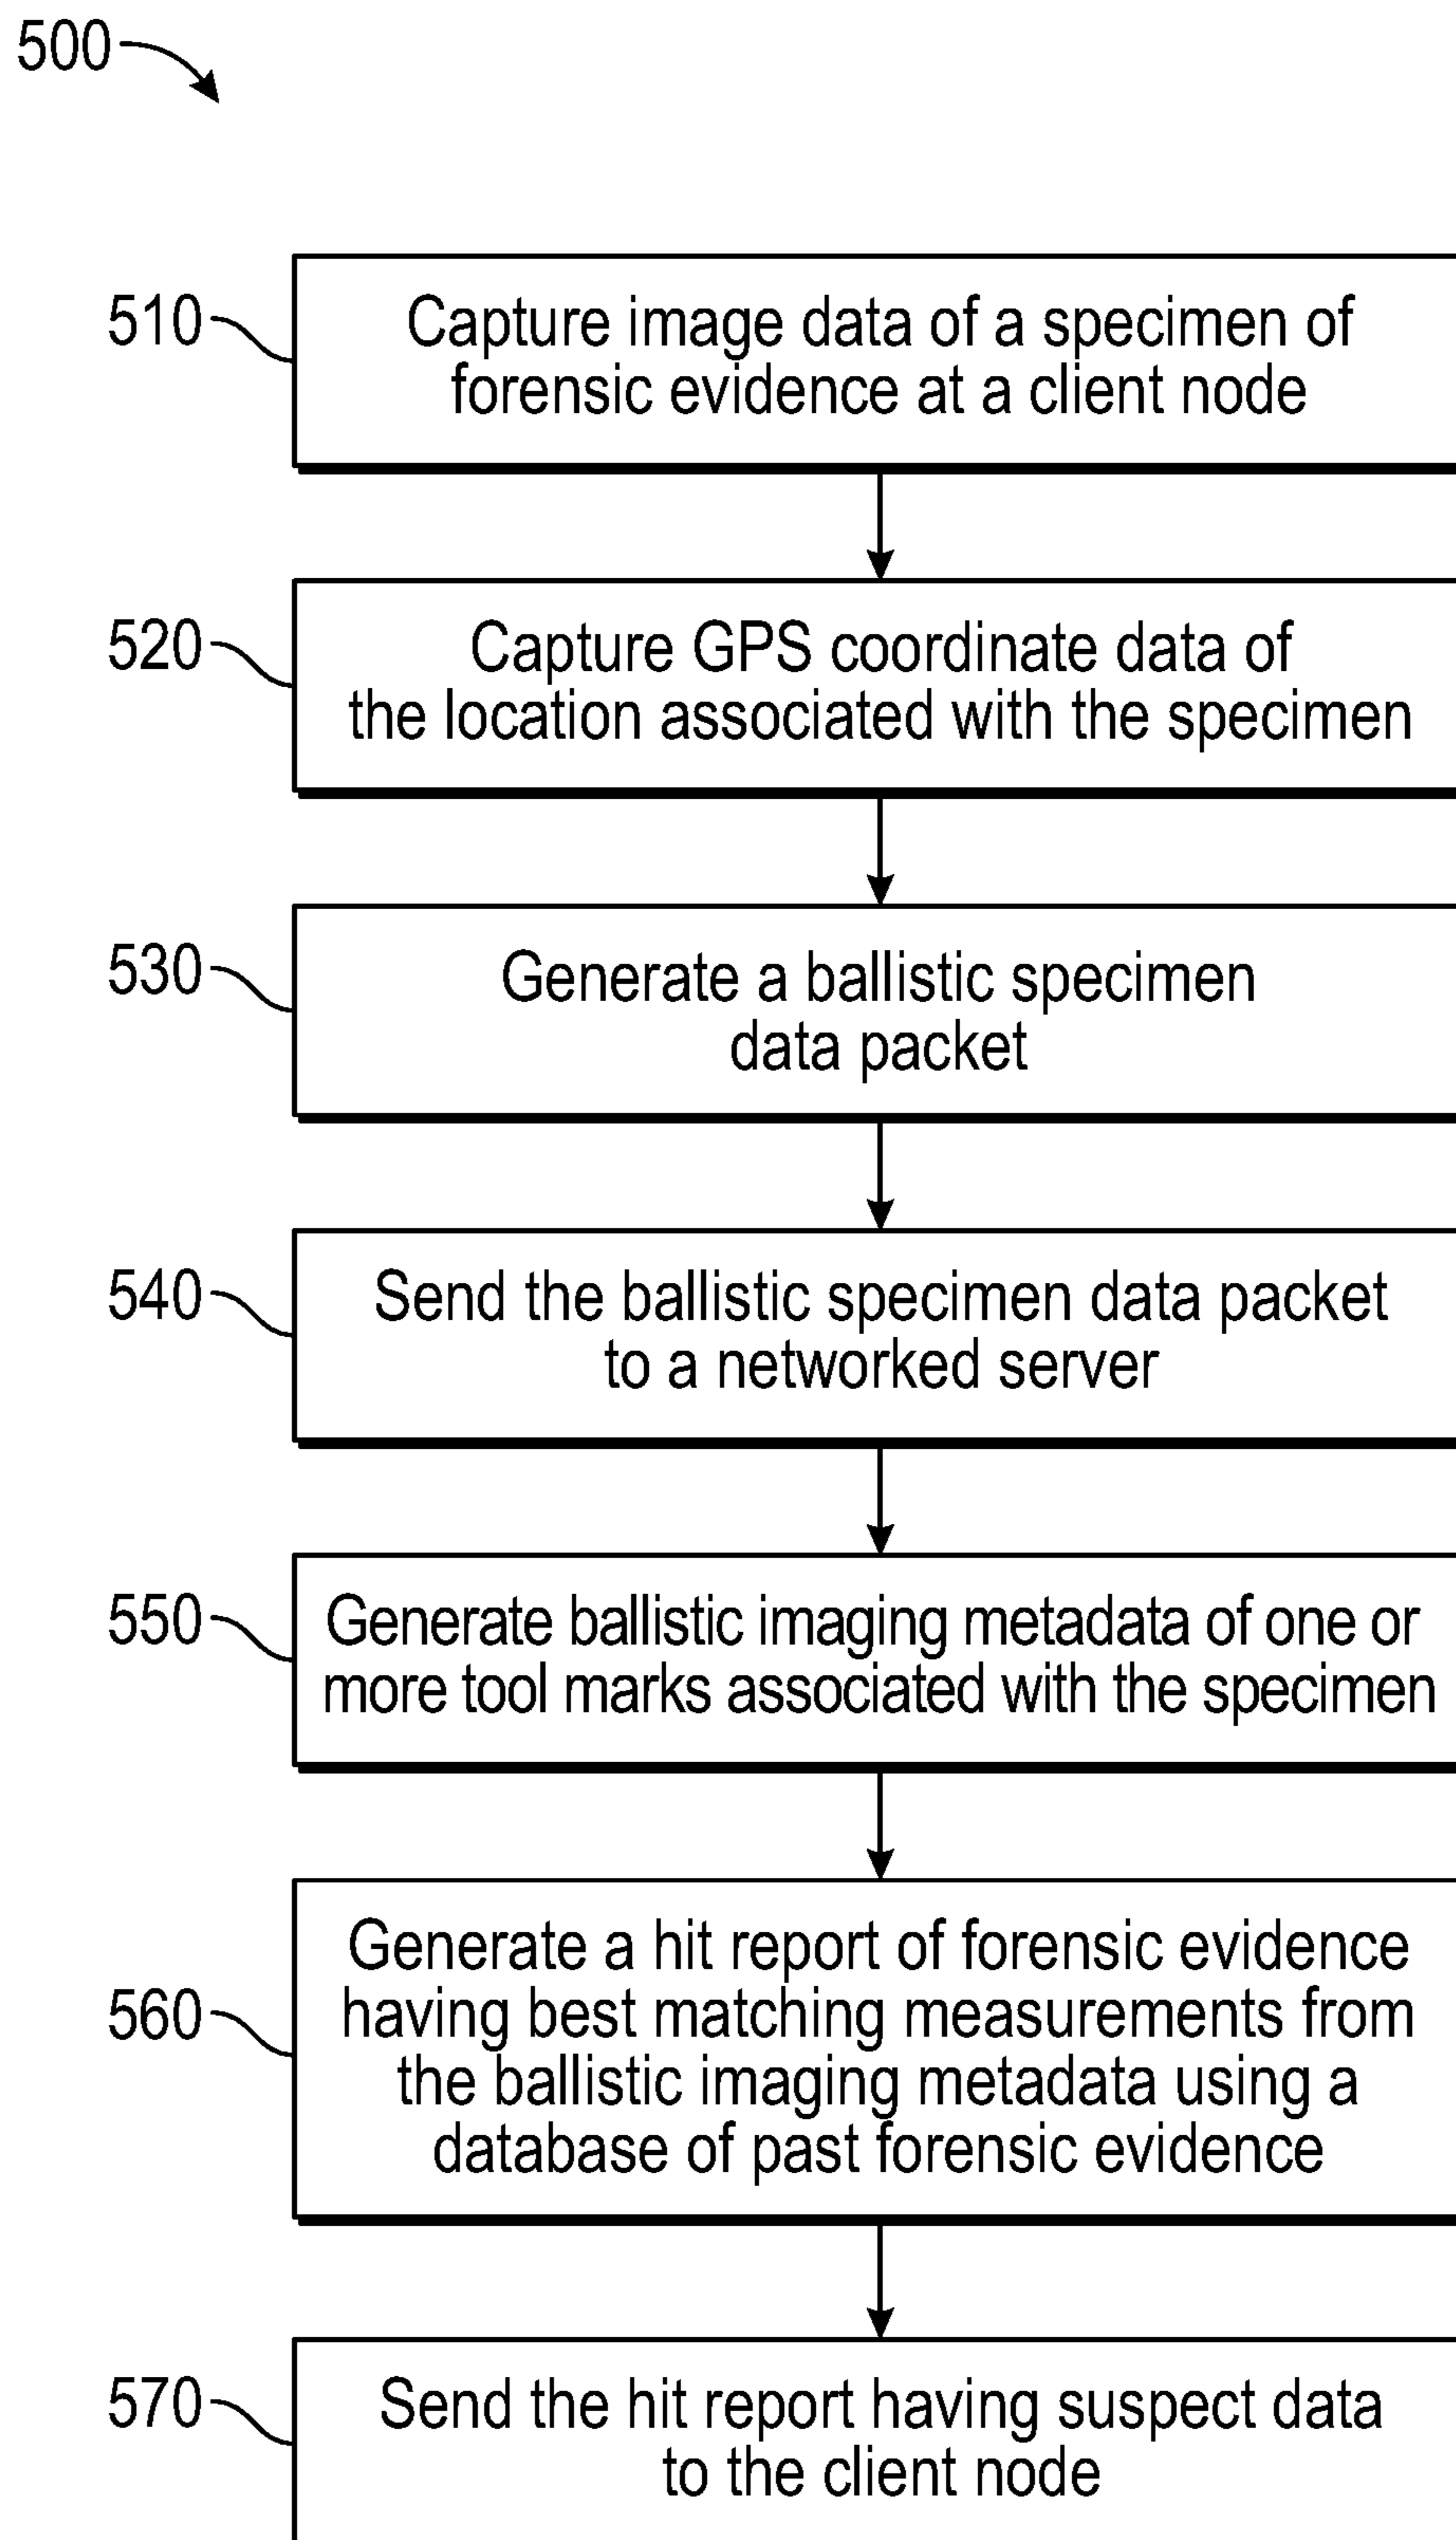 500
510
Capture image data of a specimen of
forensic evidence at a client node
520
Capture GPS coordinate data of
the location associated with the specimen
530
Generate a ballistic specimen
data packet
540
Send the ballistic specimen data packet
to a networked server
550
Generate ballistic imaging metadata of one or
more tool marks associated with the specimen
560
Generate a hit report of forensic evidence
having best matching measurements from
the ballistic imaging metadata using a
database of past forensic evidence
570
Send the hit report having suspect data
to the client node